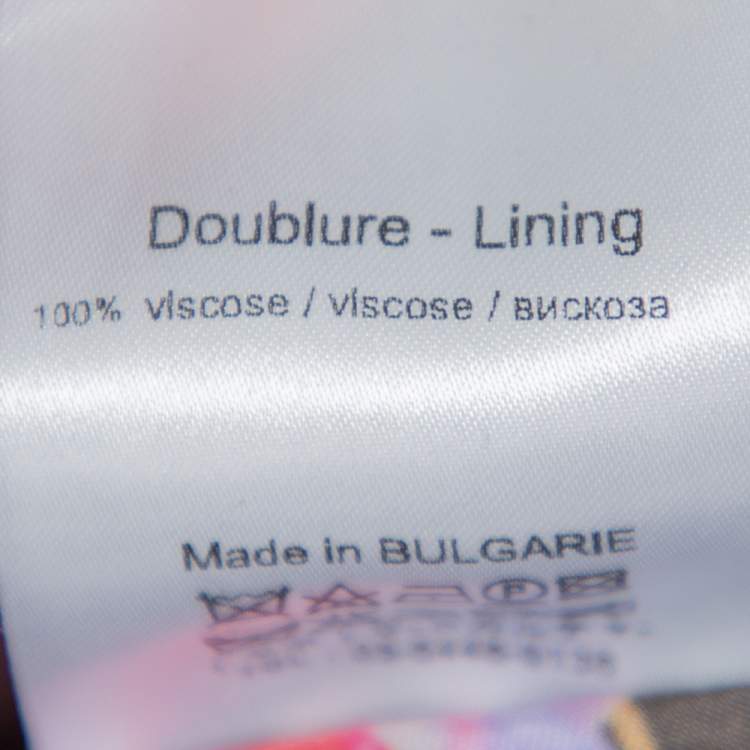 Doublure - Lining
100% viscose / viscose / вискоза
Made in BULGARIE
P